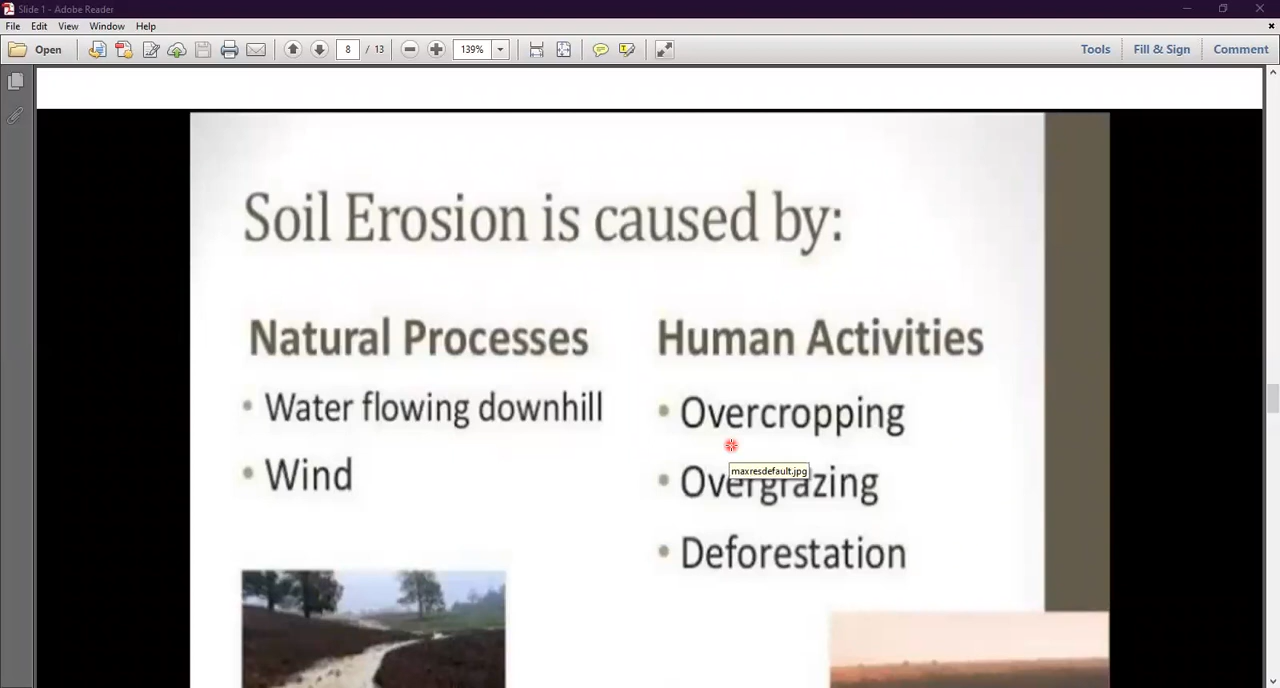 Slide 1 - Adobe Reader
File Edit View Window Help
Open 8 / 13 139% Tools Fill & Sign Comment
Soil Erosion is caused by:
Natural Processes
• Water flowing downhill
• Wind
Human Activities
• Overcropping
maxresdefault.jpg
• Overgrazing
• Deforestation